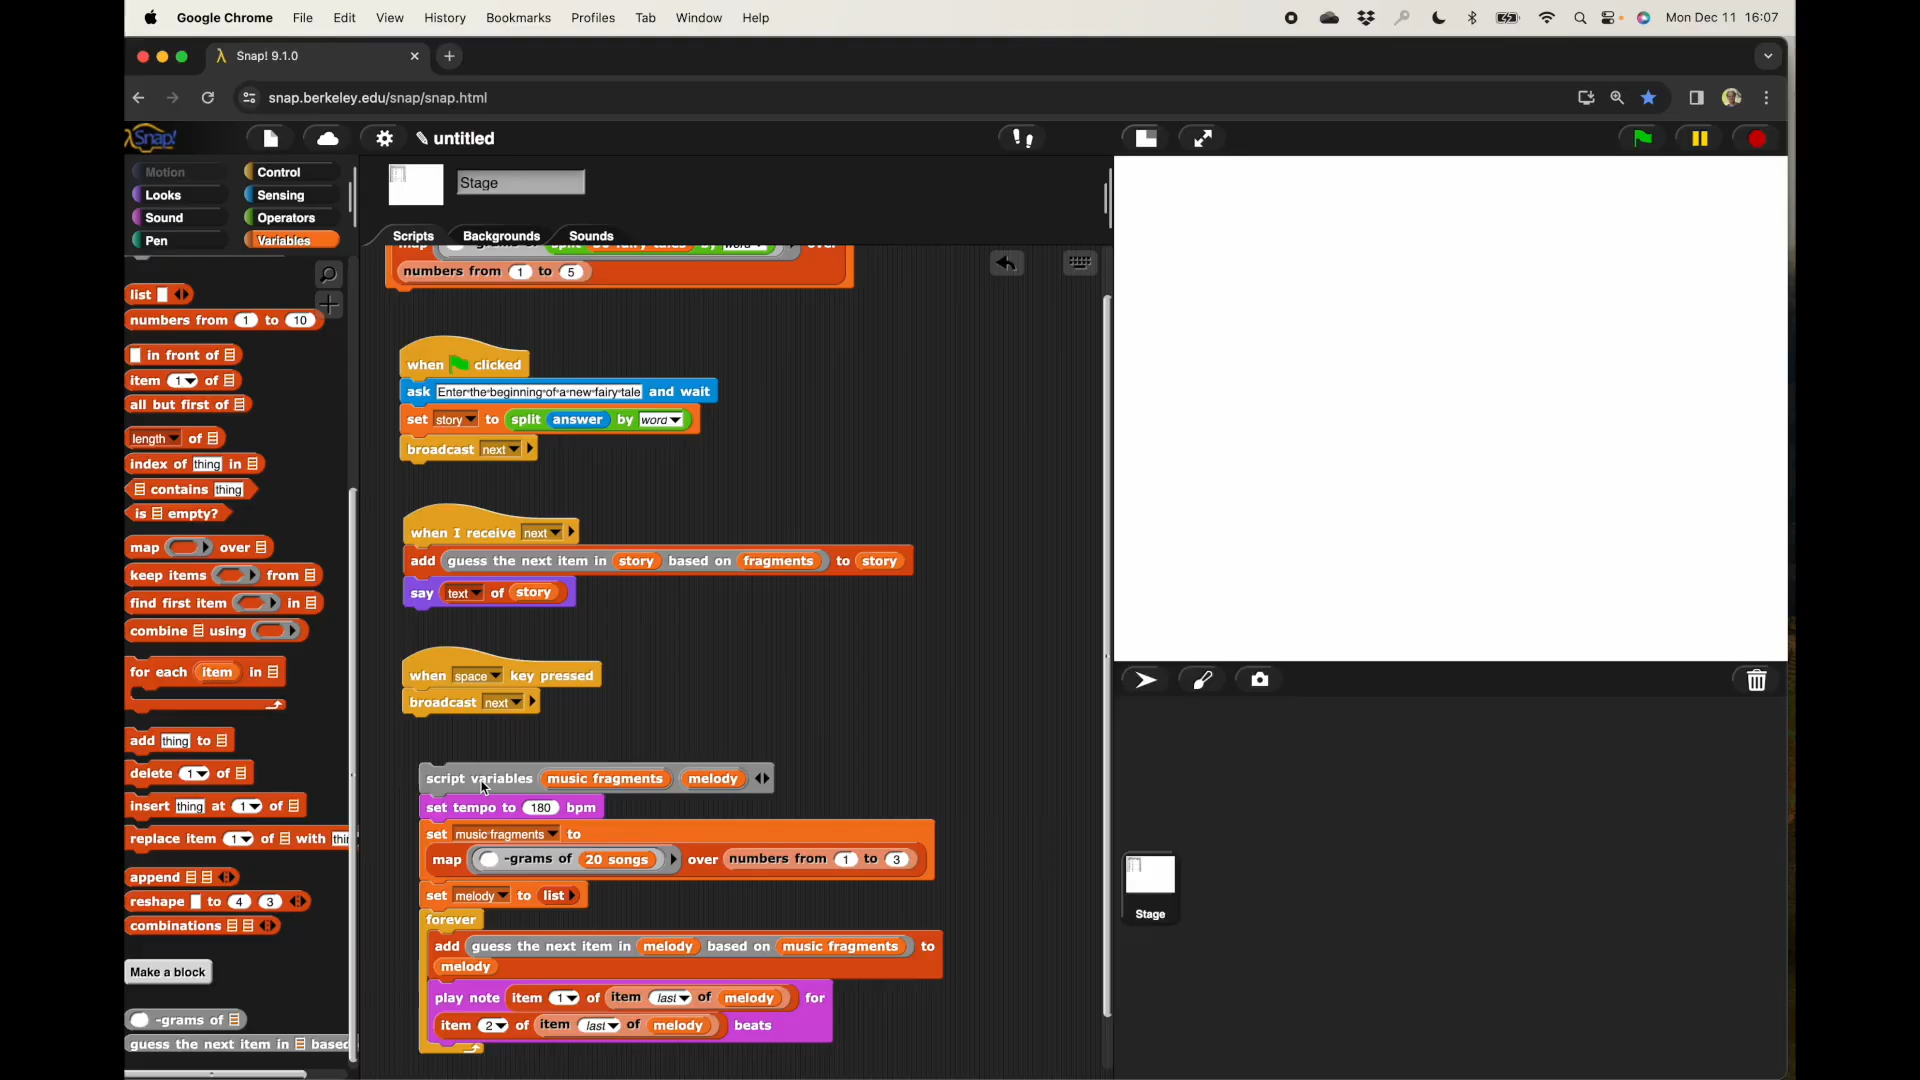 Google Chrome File Edit View History Bookmarks Profiles Tab Window Help Mon Dec 11 16:07
Snap! 9.1.0
snap.berkeley.edu/snap/snap.html
Snap! untitled
Motion Control
Looks Sensing
Sound Operators
Pen Variables
Stage
Scripts Backgrounds Sounds
numbers from 1 to 5
list
numbers from 1 to 10
in front of
item 1 of
all but first of
length of
index of thing in
contains thing
is empty?
map over
keep items from
find first item in
combine using
for each item in
add thing to
delete 1 of
insert thing at 1 of
replace item 1 of with
append
reshape to 4 3
combinations
Make a block
-grams of
guess the next item in based
when clicked
ask Enter the beginning of a new fairy tale and wait
set story to split answer by word
broadcast next
when I receive next
add guess the next item in story based on fragments to story
say text of story
when space key pressed
broadcast next
script variables music fragments melody
set tempo to 180 bpm
set music fragments to
map -grams of 20 songs over numbers from 1 to 3
set melody to list
forever
add guess the next item in melody based on music fragments to
melody
play note item 1 of item last of melody for
item 2 of item last of melody beats
Stage